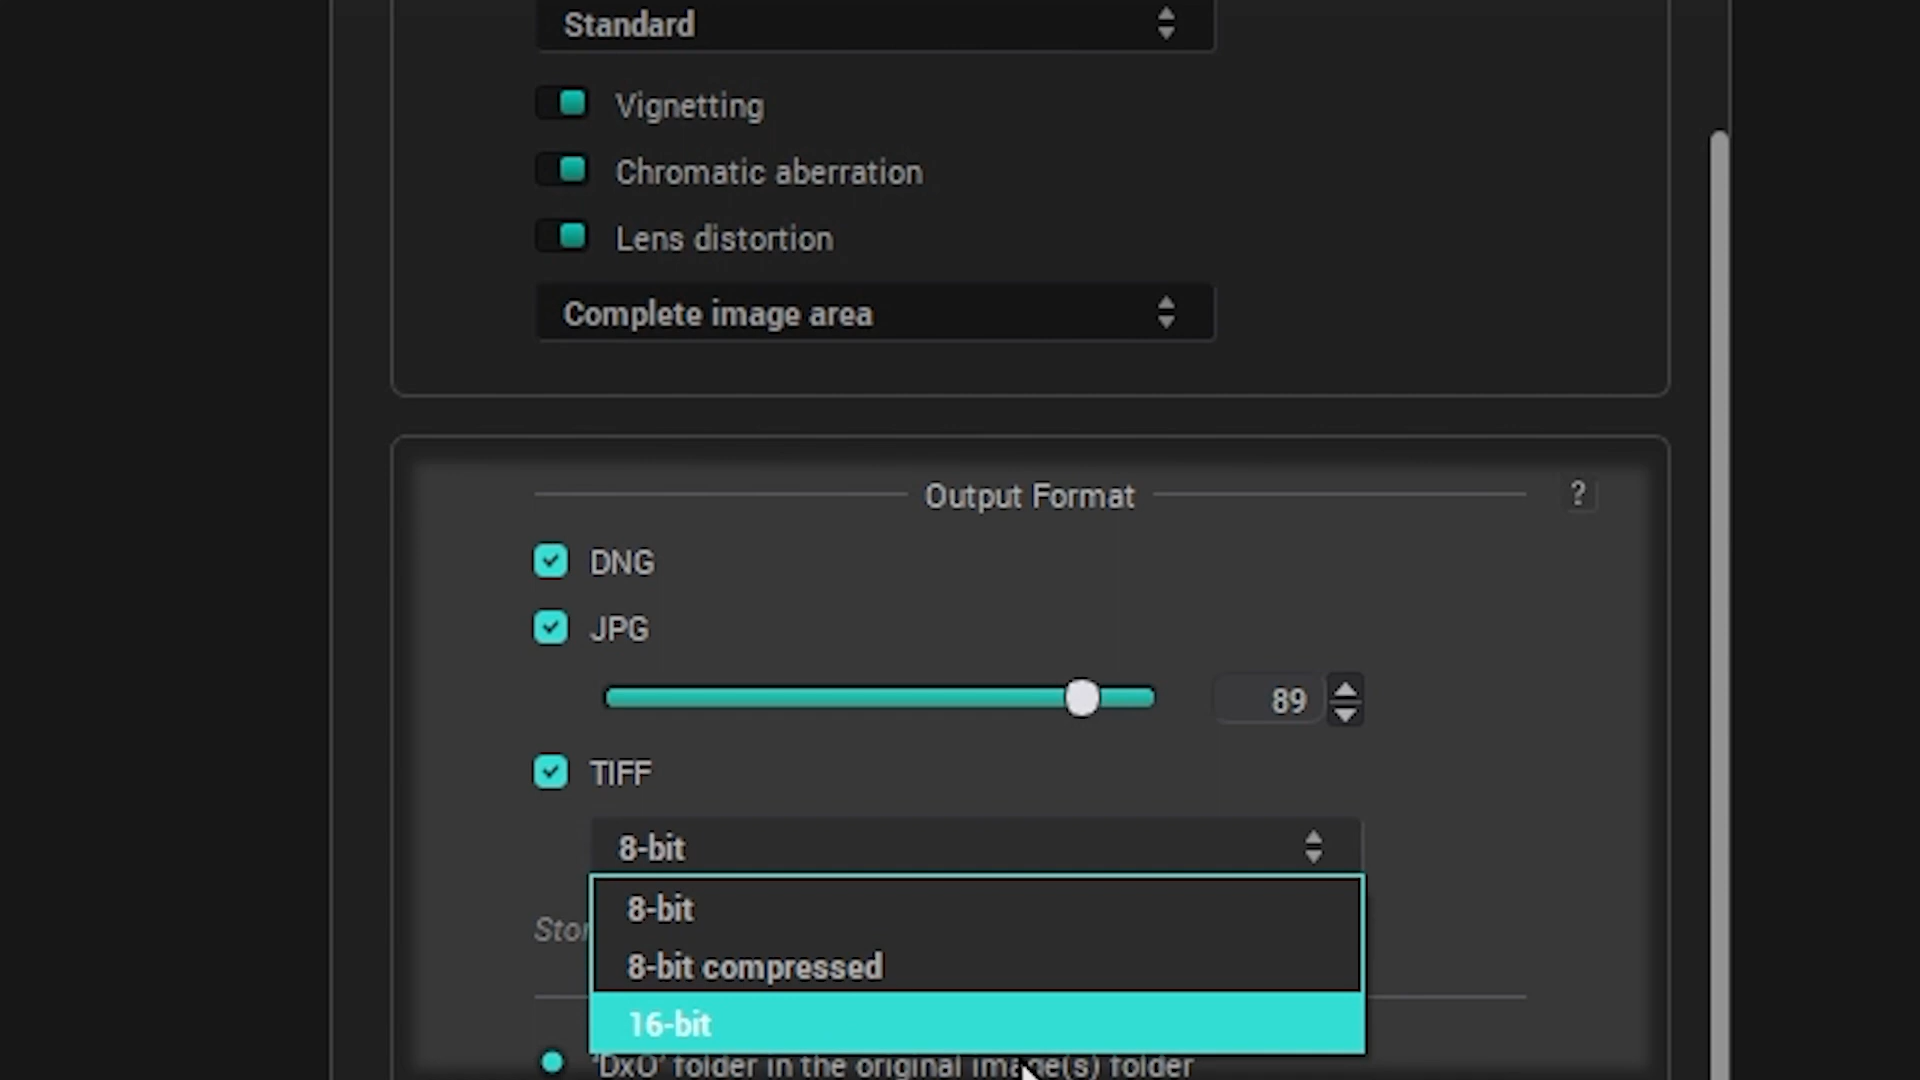 Standard
Vignetting
Chromatic aberration
Lens distortion
Complete image area
Output Format ?
DNG
JPG
89
TIFF
8-bit
8-bit
8-bit compressed
16-bit
'DxO' folder in the original image(s) folder